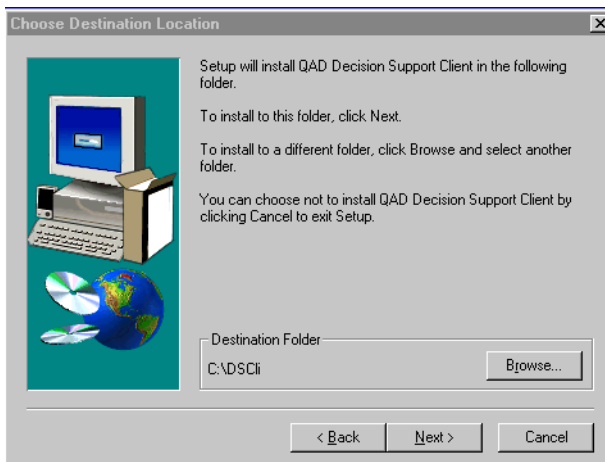 Choose Destination Location
Setup will install QAD Decision Support Client in the following
folder.
To install to this folder, click Next.
To install to a different folder, click Browse and select another
folder.
You can choose not to install QAD Decision Support Client by
clicking Cancel to exit Setup.
Destination Folder
C:\DSCli
Browse...
< Back
Next >
Cancel